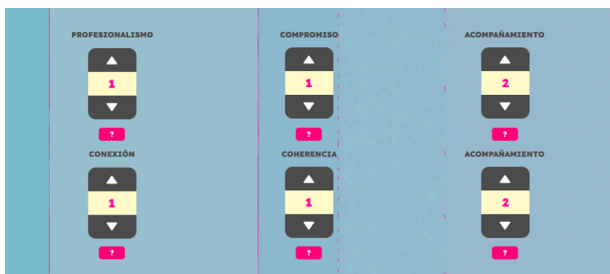 PROFESIONALISMO COMPROMISO ACOMPAÑAMIENTO
1 1 2
? ? ?
CONEXIÓN COHERENCIA ACOMPAÑAMIENTO
1 1 2
? ? ?